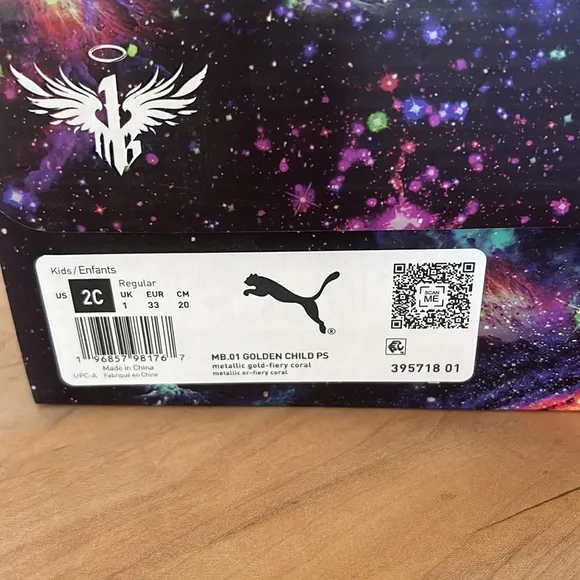 1
MB
Kids/Enfants
Regular
US 2C UK 1 EUR 33 CM 20
1 96857 98176 7
Made in China
UPC-A Fabriqué en Chine
MB.01 GOLDEN CHILD PS
metallic gold-fiery coral
metallic or-fiery coral
SCAN
ME
395718 01